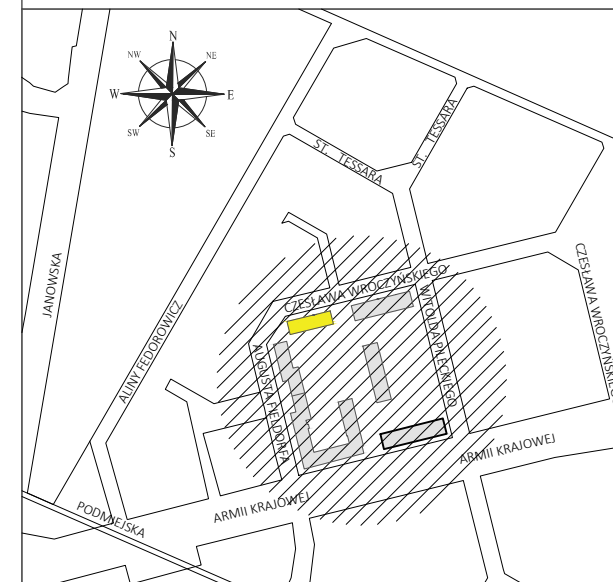 N
NW
NE
W
E
SW
SE
S
ST. TESSARA
ST. TESSARA
JANOWSKA
ALINY FEDOROWICZ
CZESŁAWA WROCZYŃSKIEGO
CZESŁAWA WROCZYŃSKIEGO
WITOLDA PILECKIEGO
AUGUSTA FIELDORFA
ARMII KRAJOWEJ
ARMII KRAJOWEJ
PODMIEJSKA